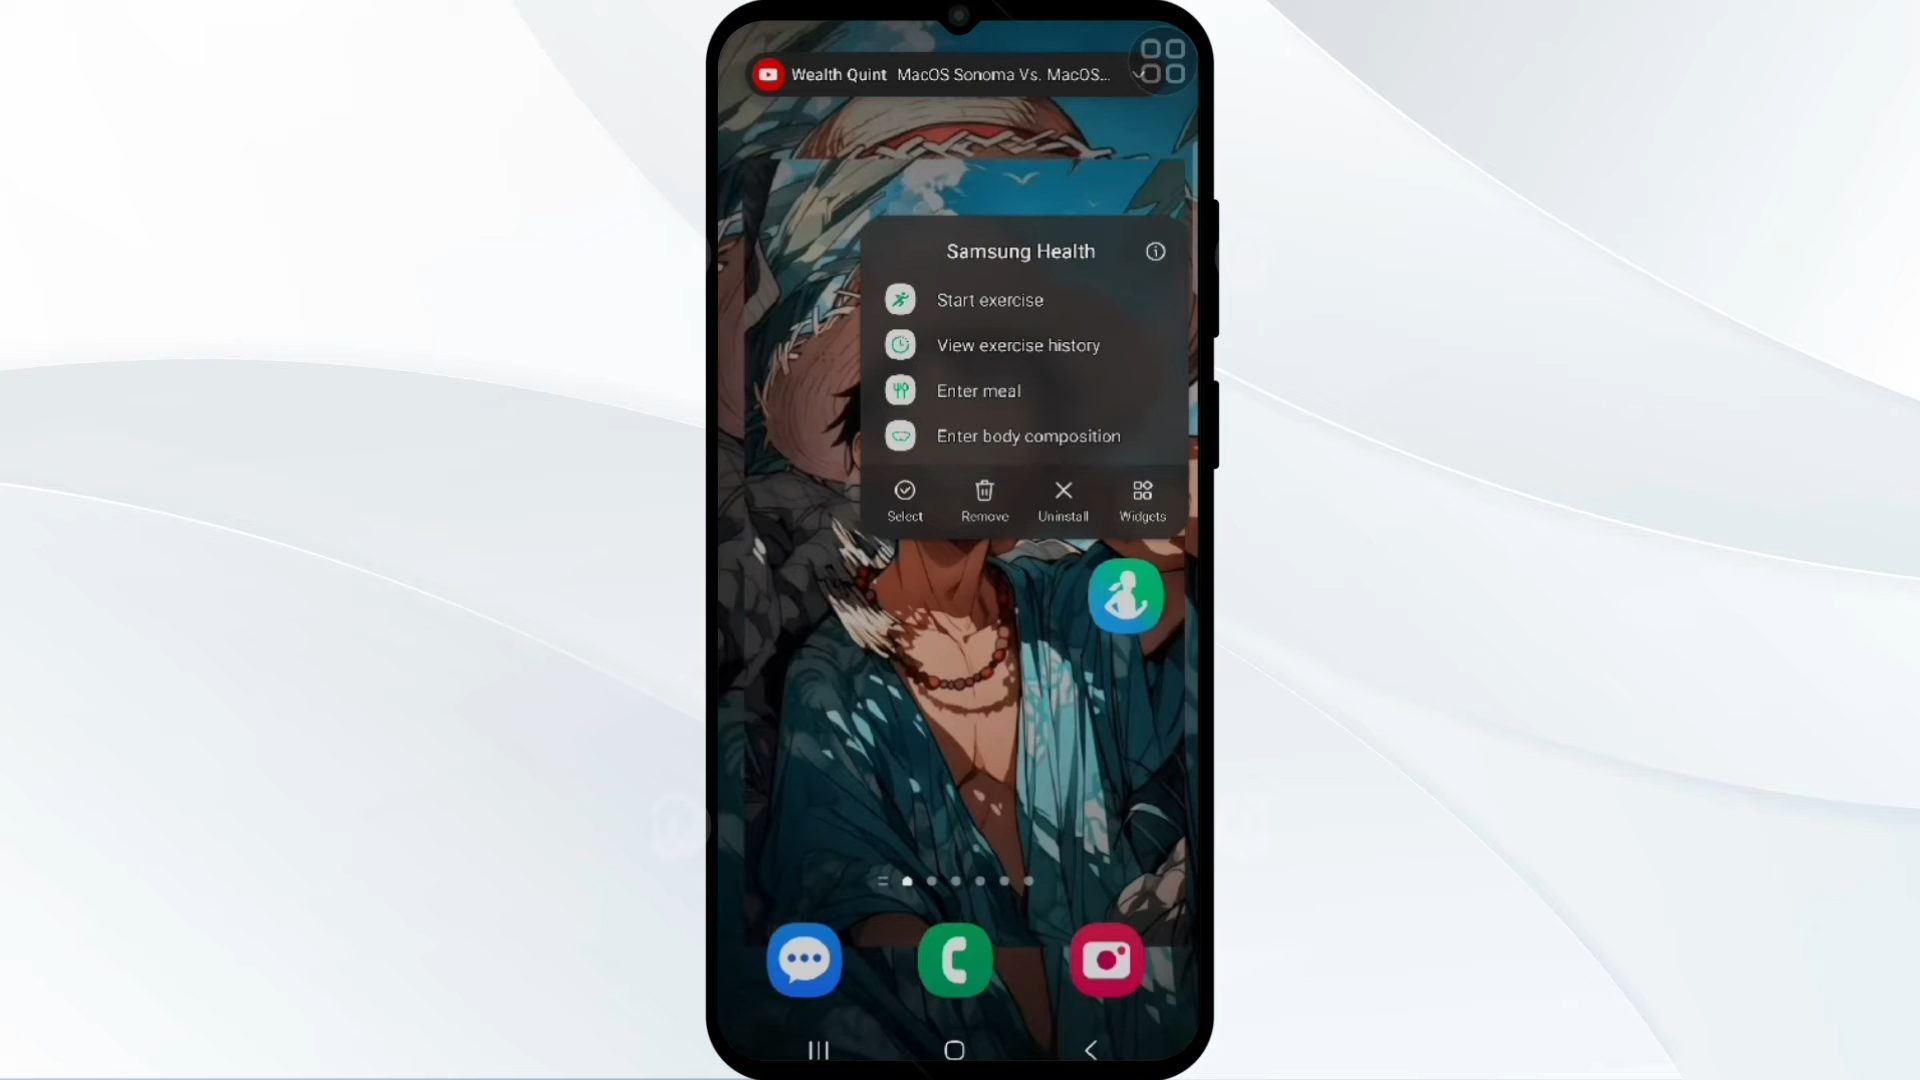 Wealth Quint MacOS Sonoma Vs. MacOS...
Samsung Health
Start exercise
View exercise history
Enter meal
Enter body composition
Select Remove Uninstall Widgets